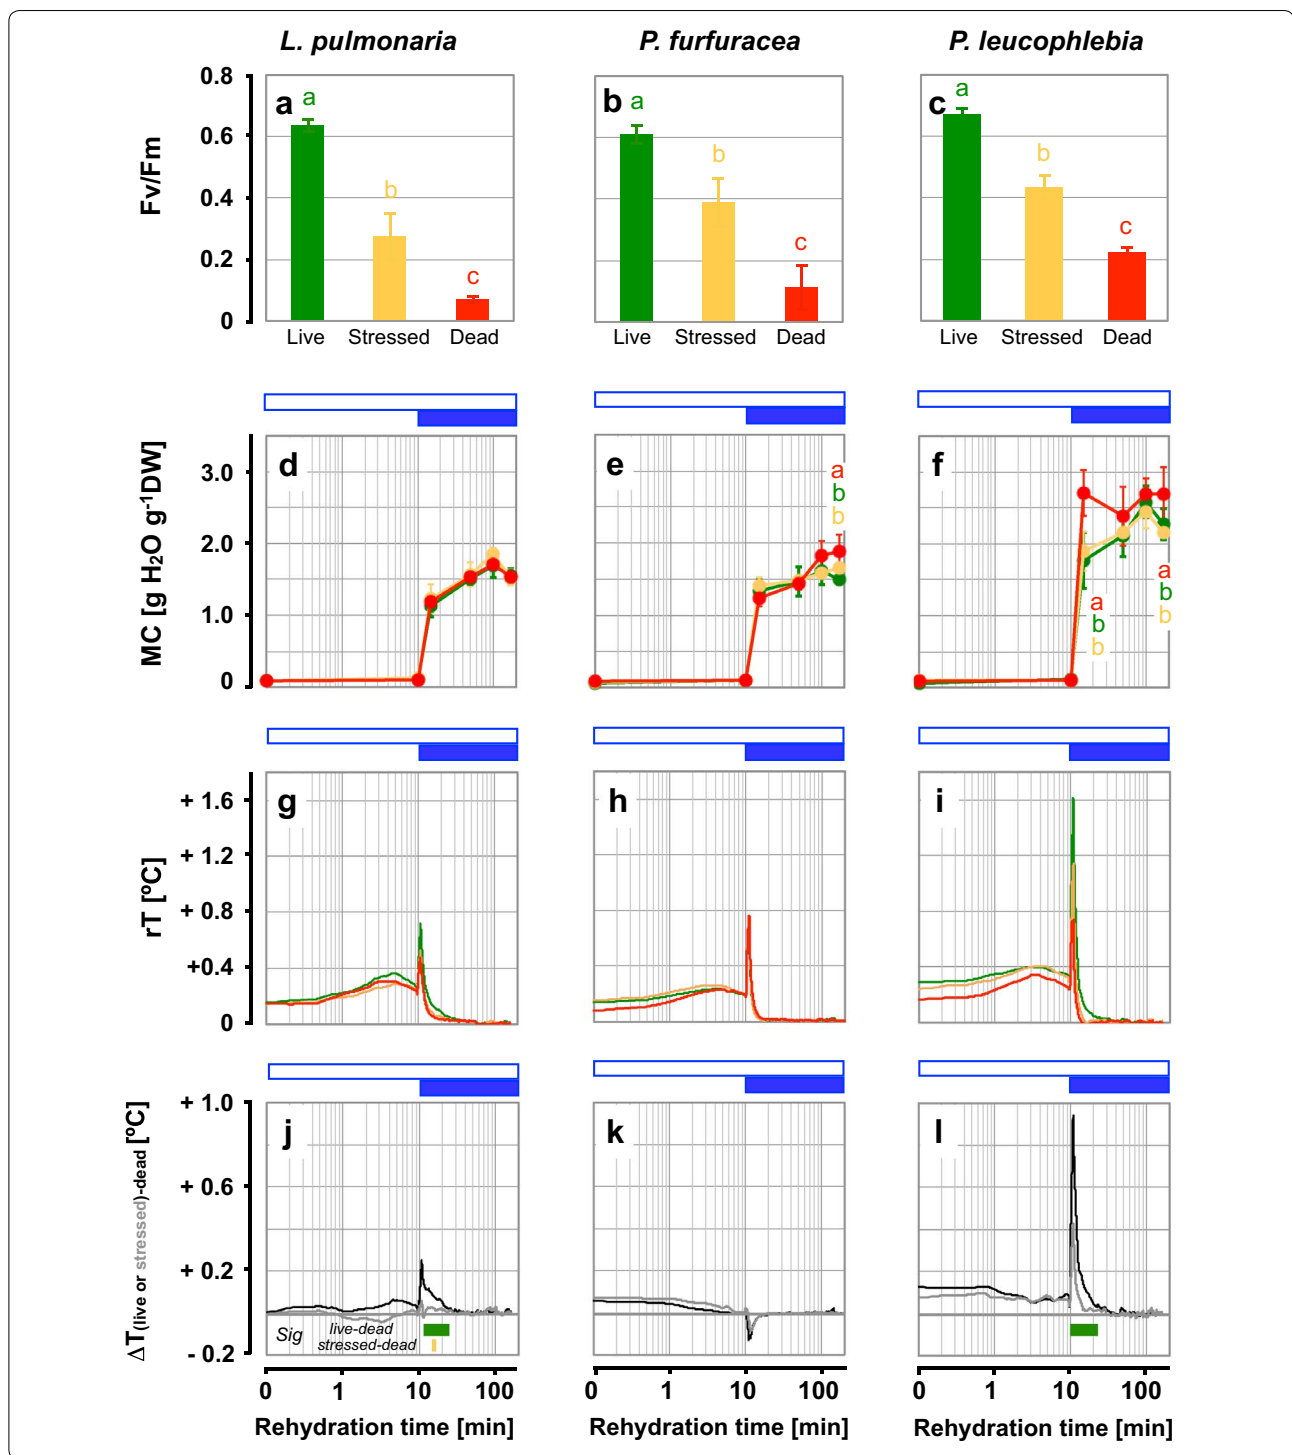 L. pulmonaria P. furfuracea P. leucophlebia
Fv/Fm
0.8
0.6
0.4
0.2
0
a
a
b
c
b
a
b
c
c
a
b
c
Live Stressed Dead
Live Stressed Dead
Live Stressed Dead
MC [g H₂O g⁻¹DW]
3.0
2.0
1.0
0
d
e
a
b
b
f
a
b
b
a
b
b
rT [ºC]
+ 1.6
+ 1.2
+ 0.8
+0.4
0
g
h
i
ΔT(live or stressed)-dead [ºC]
+ 1.0
+ 0.6
+ 0.2
- 0.2
j
k
l
Sig live-dead
stressed-dead
0 1 10 100
0 1 10 100
0 1 10 100
Rehydration time [min] Rehydration time [min] Rehydration time [min]